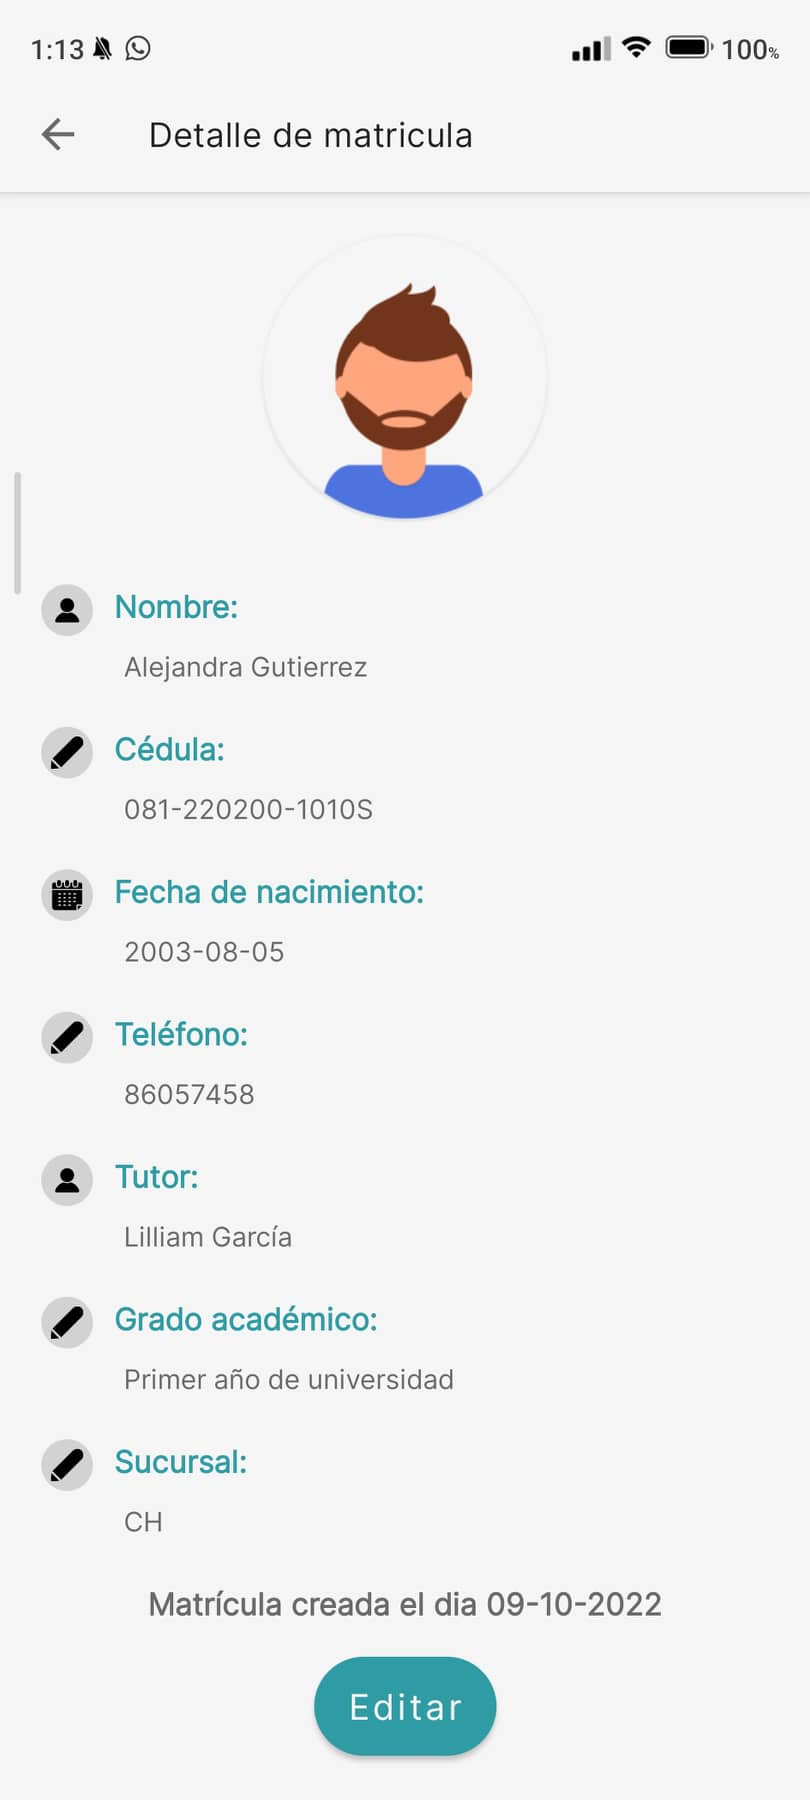 1:13 100%
Detalle de matricula
Nombre:
Alejandra Gutierrez
Cédula:
081-220200-1010S
Fecha de nacimiento:
2003-08-05
Teléfono:
86057458
Tutor:
Lilliam García
Grado académico:
Primer año de universidad
Sucursal:
CH
Matrícula creada el dia 09-10-2022
Editar